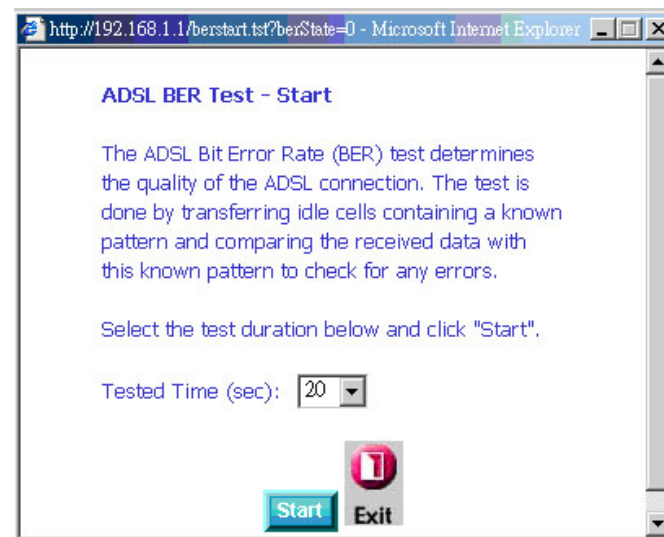 http://192.168.1.1/berstart.tst?berState=0 - Microsoft Internet Explorer
ADSL BER Test - Start
The ADSL Bit Error Rate (BER) test determines
the quality of the ADSL connection. The test is
done by transferring idle cells containing a known
pattern and comparing the received data with
this known pattern to check for any errors.
Select the test duration below and click "Start".
Tested Time (sec): 20
Start
Exit